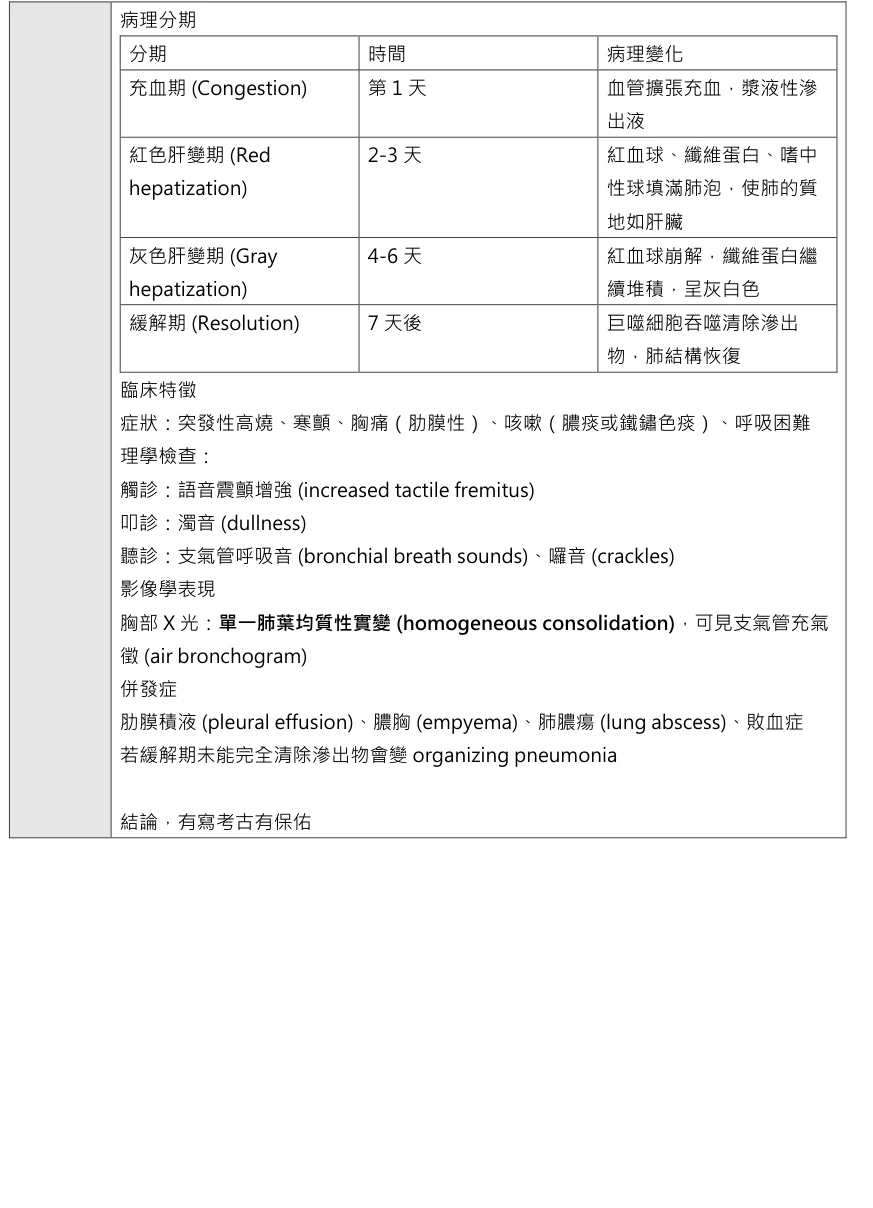 病理分期
分期 時間 病理變化
充血期 (Congestion) 第 1 天 血管擴張充血，漿液性滲
出液
紅色肝變期 (Red 2-3 天 紅血球、纖維蛋白、嗜中
hepatization) 性球填滿肺泡，使肺的質
地如肝臟
灰色肝變期 (Gray 4-6 天 紅血球崩解，纖維蛋白繼
hepatization) 續堆積，呈灰白色
緩解期 (Resolution) 7 天後 巨噬細胞吞噬清除滲出
物，肺結構恢復
臨床特徵
症狀：突發性高燒、寒顫、胸痛（肋膜性）、咳嗽（膿痰或鐵鏽色痰）、呼吸困難
理學檢查：
觸診：語音震顫增強 (increased tactile fremitus)
叩診：濁音 (dullness)
聽診：支氣管呼吸音 (bronchial breath sounds)、囉音 (crackles)
影像學表現
胸部 X 光：單一肺葉均質性實變 (homogeneous consolidation)，可見支氣管充氣
徵 (air bronchogram)
併發症
肋膜積液 (pleural effusion)、膿胸 (empyema)、肺膿瘍 (lung abscess)、敗血症
若緩解期未能完全清除滲出物會變 organizing pneumonia
結論，有寫考古有保佑